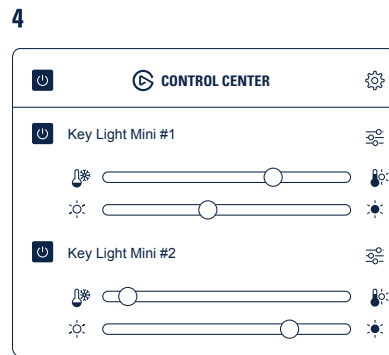 4
CONTROL CENTER
Key Light Mini #1
Key Light Mini #2